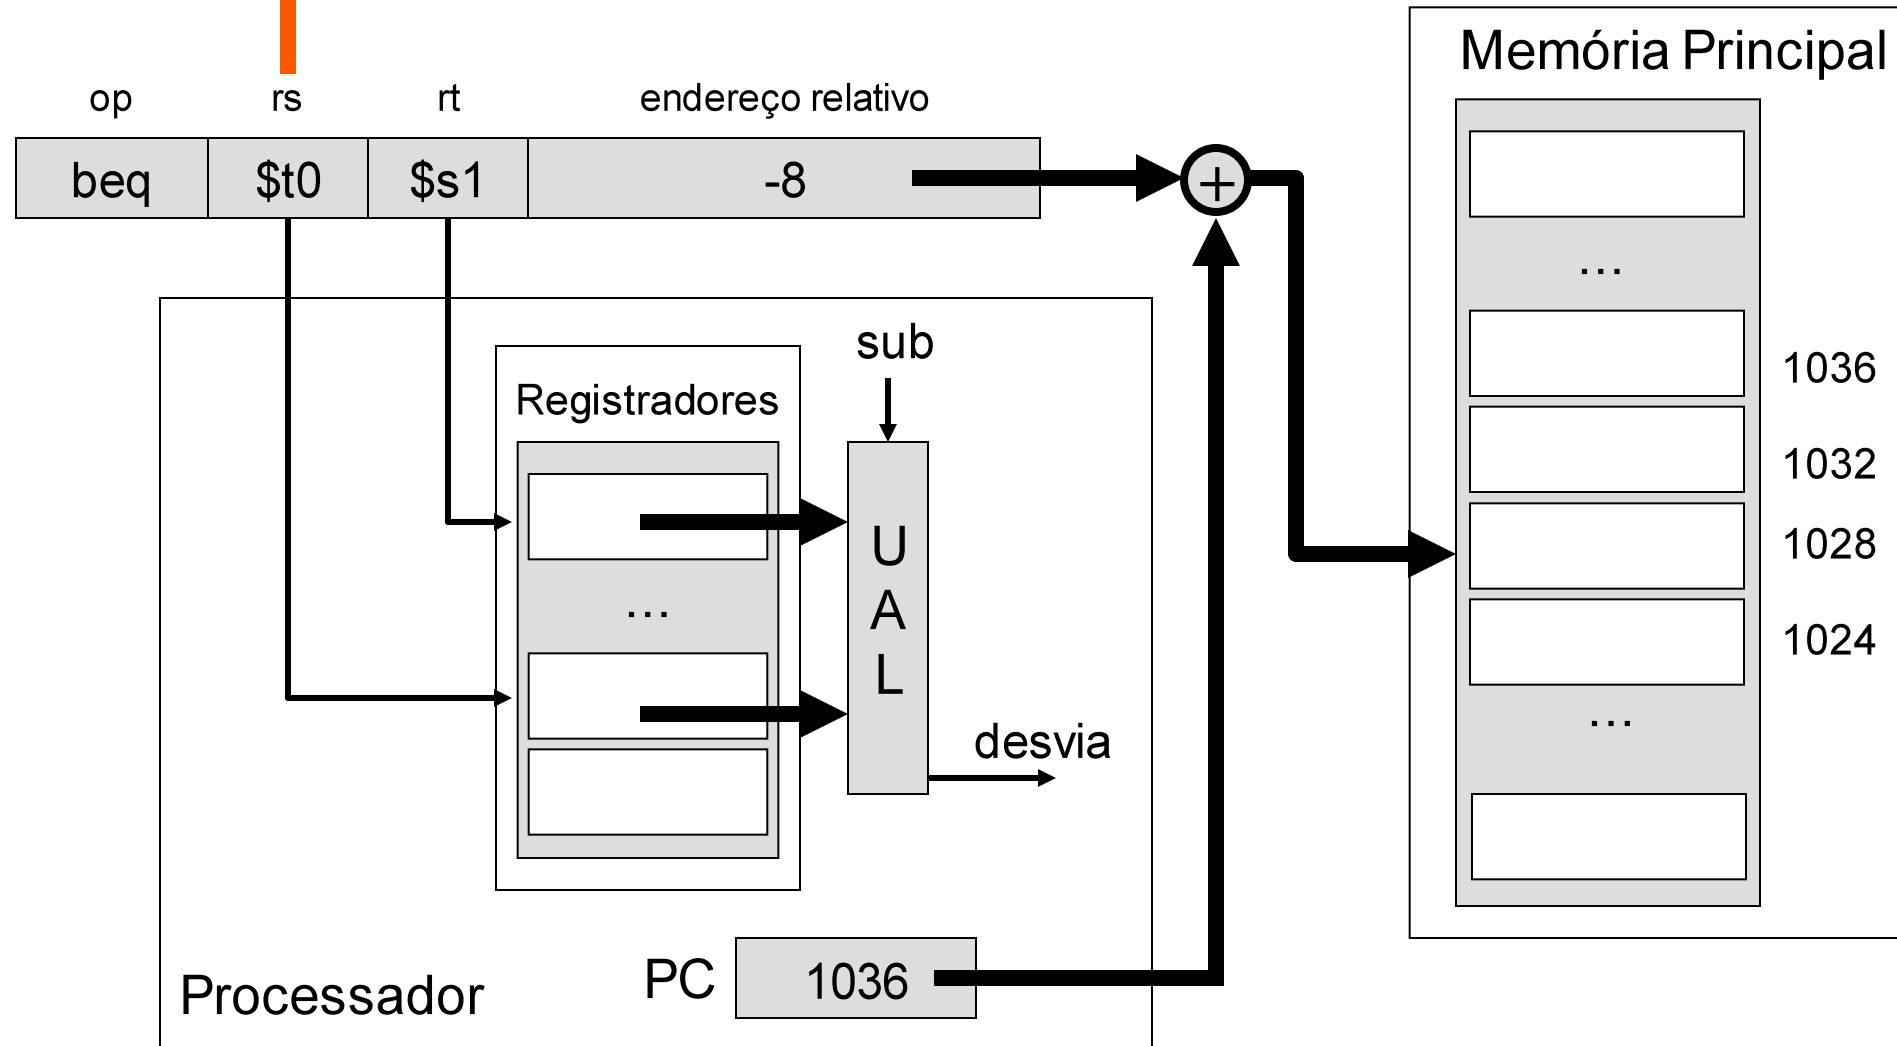 Memória Principal
op rs rt endereço relativo
beq $t0 $s1 -8 +
...
sub
1036
Registradores
1032
U
A
L
1028
...
1024
...
desvia
PC 1036
Processador